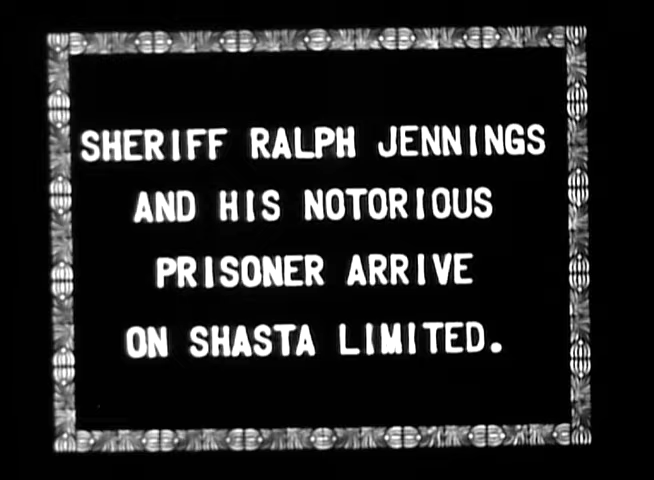 SHERIFF RALPH JENNINGS
AND HIS NOTORIOUS
PRISONER ARRIVE
ON SHASTA LIMITED.